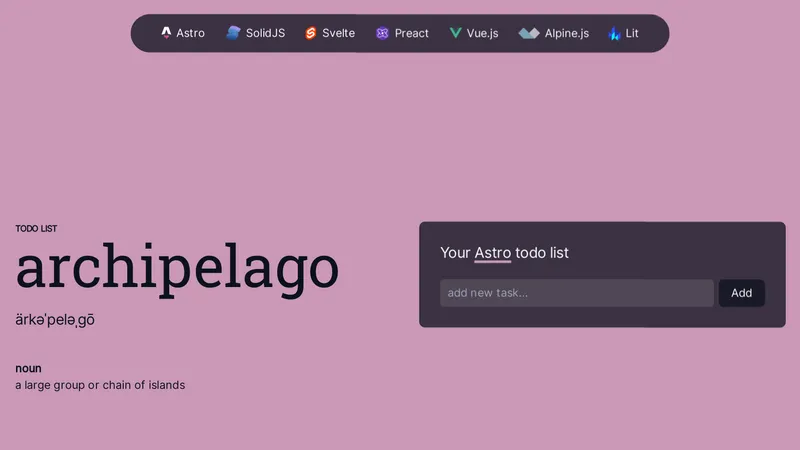 Astro SolidJS Svelte Preact Vue.js Alpine.js Lit
TODO LIST
archipelago
ärkəˈpeləˌɡō
noun
a large group or chain of islands
Your Astro todo list
add new task...
Add